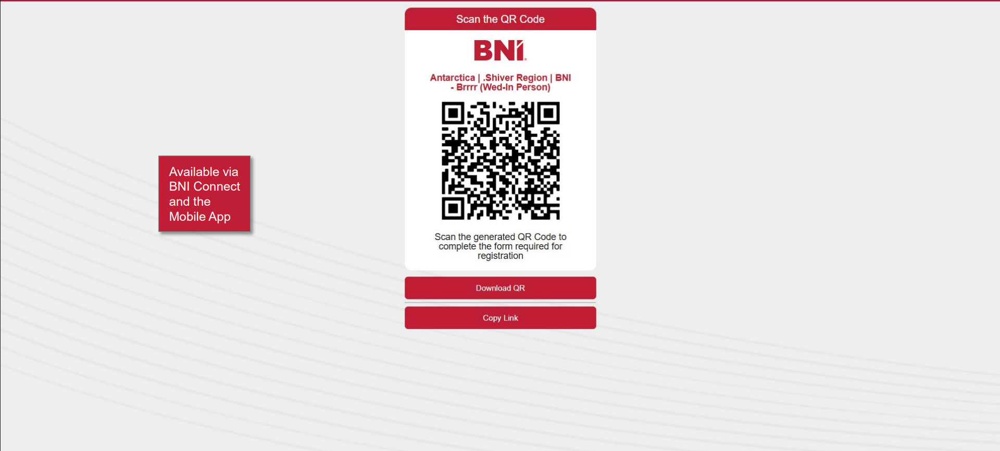 Scan the QR Code
BNI®
Antarctica | .Shiver Region | BNI
- Brrrr (Wed-In Person)
Available via
BNI Connect
and the
Mobile App
Scan the generated QR Code to
complete the form required for
registration
Download QR
Copy Link